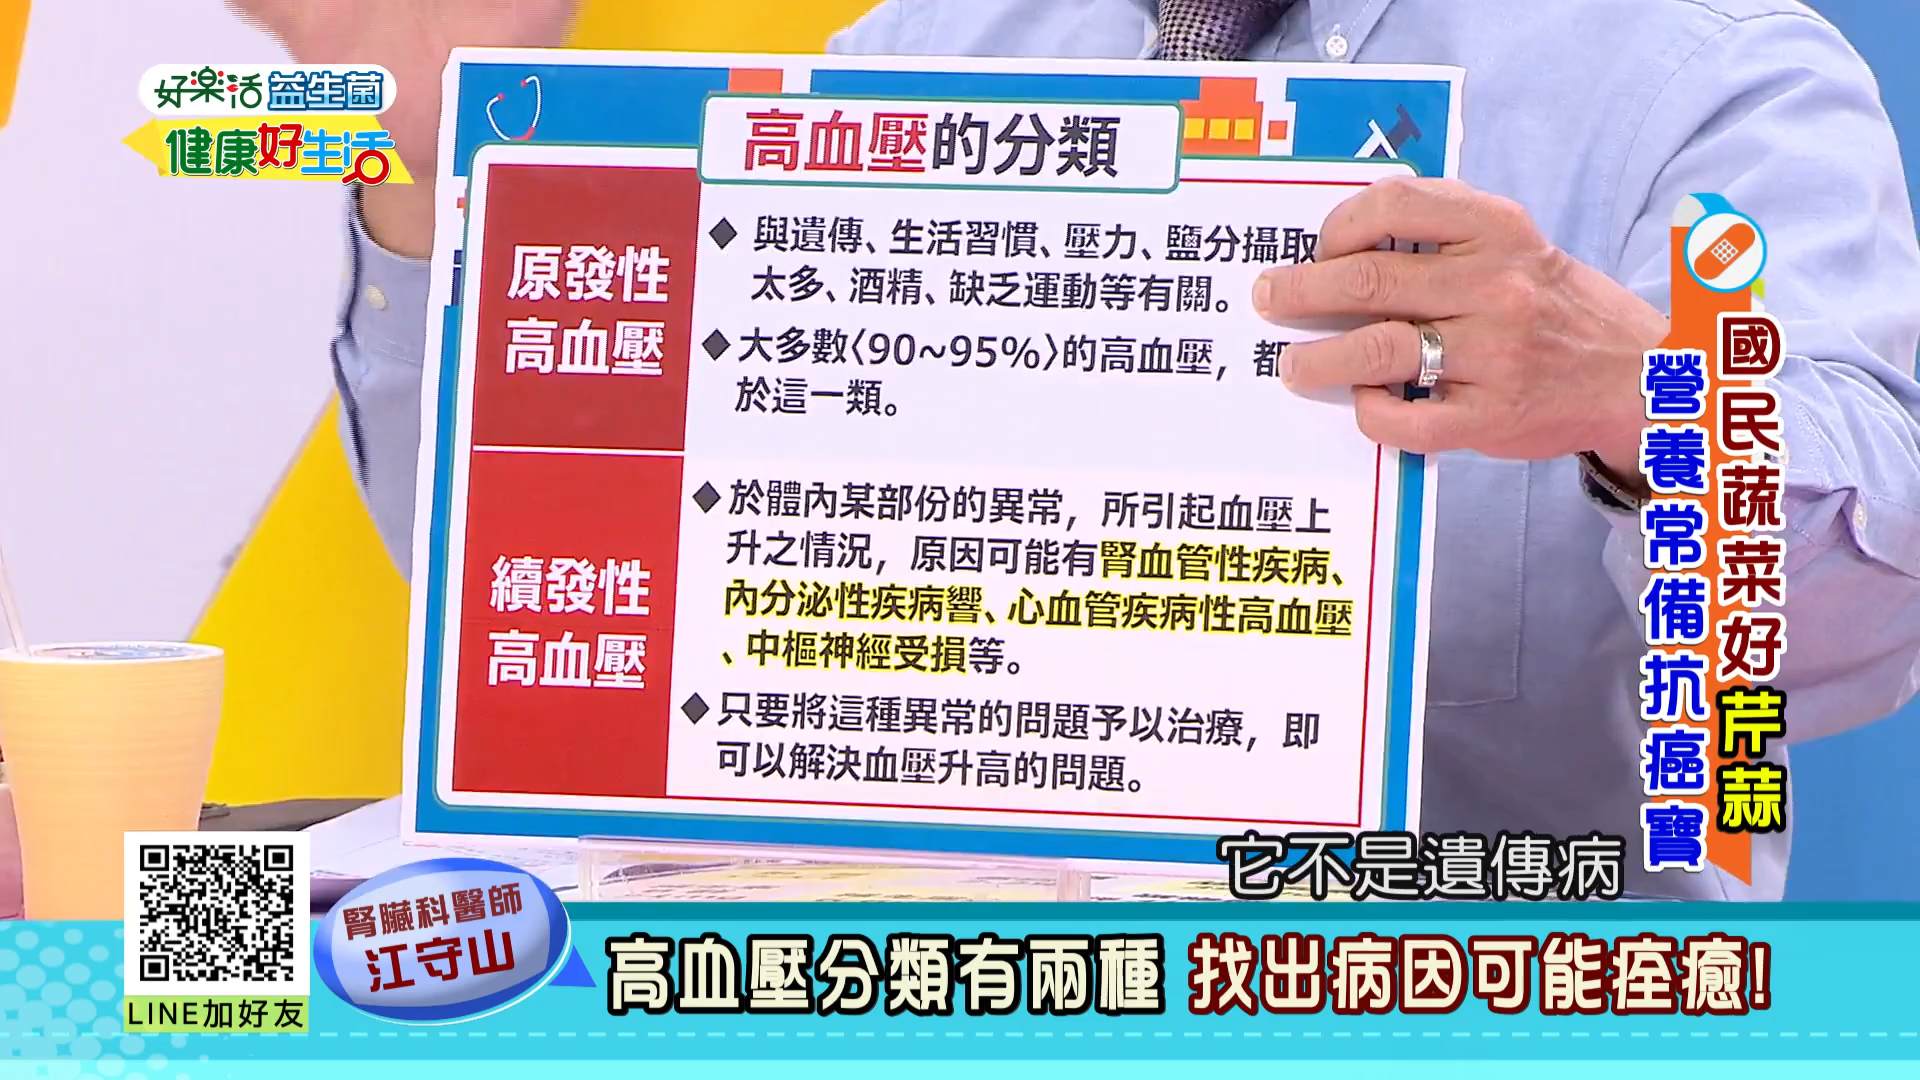 好樂活益生菌
健康好生活
高血壓的分類
原發性
高血壓
◆與遺傳、生活習慣、壓力、鹽分攝取
太多、酒精、缺乏運動等有關。
◆大多數〈90~95%〉的高血壓，都
於這一類。
續發性
高血壓
◆於體內某部份的異常，所引起血壓上
升之情況，原因可能有腎血管性疾病、
內分泌性疾病響、心血管疾病性高血壓
、中樞神經受損等。
◆只要將這種異常的問題予以治療，即
可以解決血壓升高的問題。
國民蔬菜好芹蒜
營養常備抗癌寶
它不是遺傳病
腎臟科醫師
江守山
高血壓分類有兩種 找出病因可能痊癒!
LINE加好友